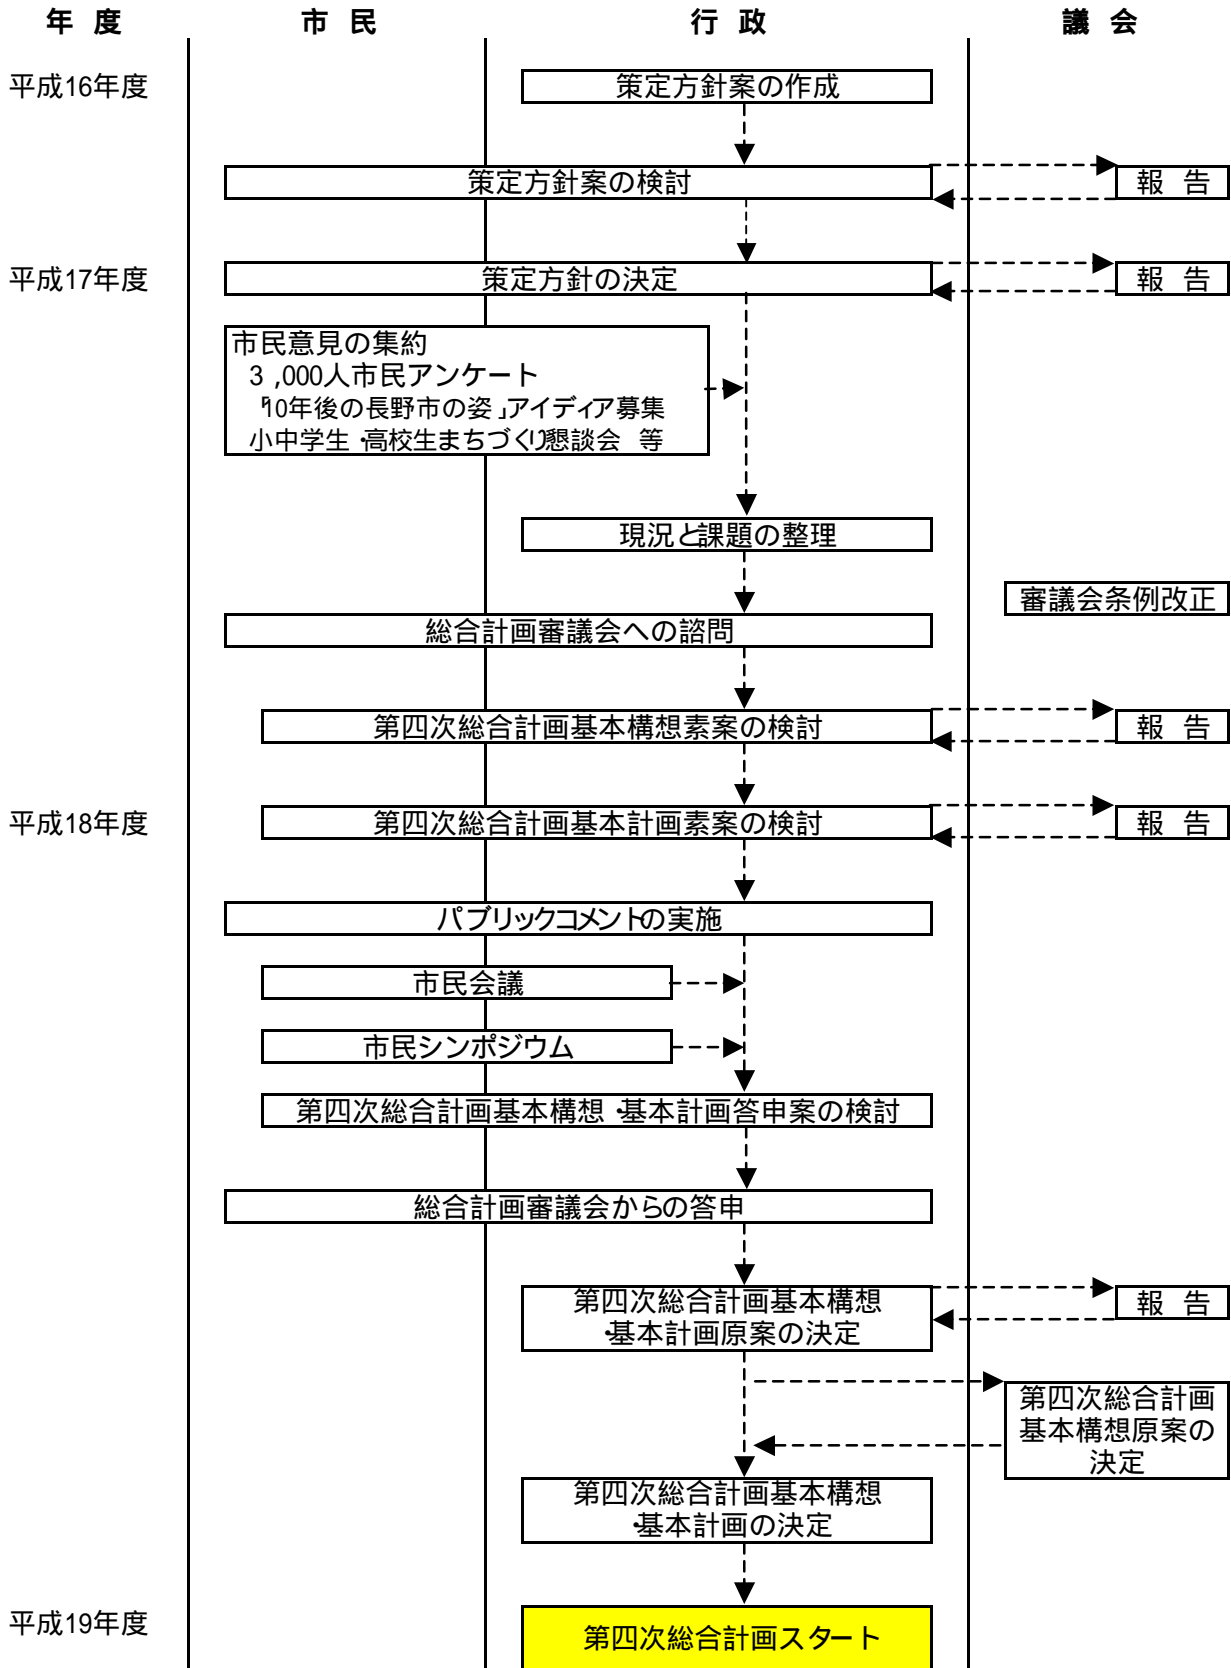 年 度 市 民 行 政 議 会
平成16年度 策定方針案の作成
策定方針案の検討 報 告
平成17年度 策定方針の決定 報 告
市民意見の集約
3,000人市民アンケート
「10年後の長野市の姿」アイディア募集
小中学生・高校生まちづくり懇談会 等
現況と課題の整理
審議会条例改正
総合計画審議会への諮問
第四次総合計画基本構想素案の検討 報 告
平成18年度 第四次総合計画基本計画素案の検討 報 告
パブリックコメントの実施
市民会議
市民シンポジウム
第四次総合計画基本構想・基本計画答申案の検討
総合計画審議会からの答申
第四次総合計画基本構想
・基本計画原案の決定
報 告
第四次総合計画
基本構想原案の
決定
第四次総合計画基本構想
・基本計画の決定
平成19年度 第四次総合計画スタート